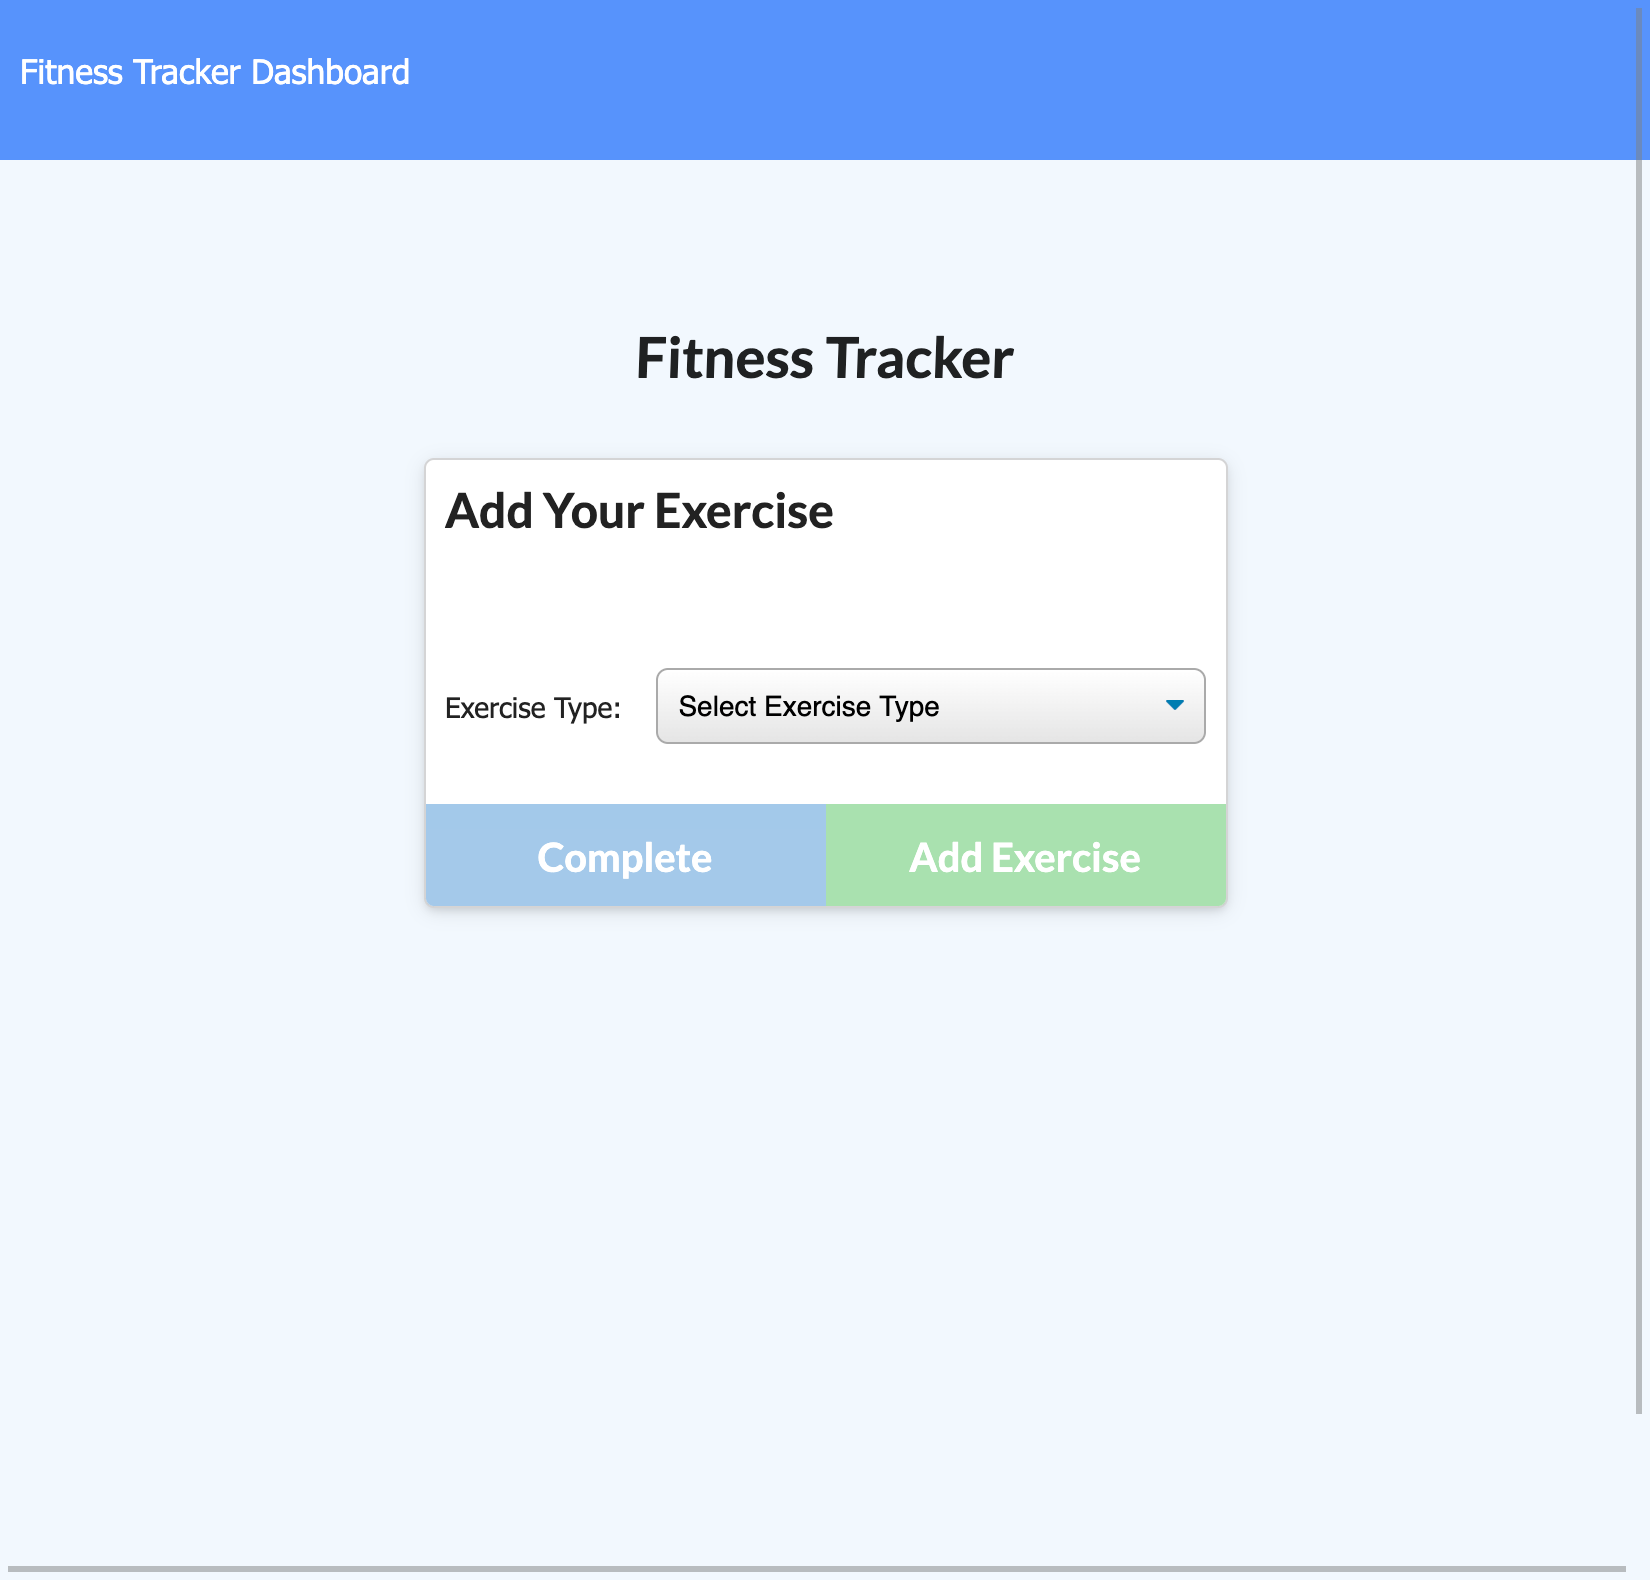 Fitness Tracker Dashboard
Fitness Tracker
Add Your Exercise
Exercise Type: Select Exercise Type
Complete Add Exercise